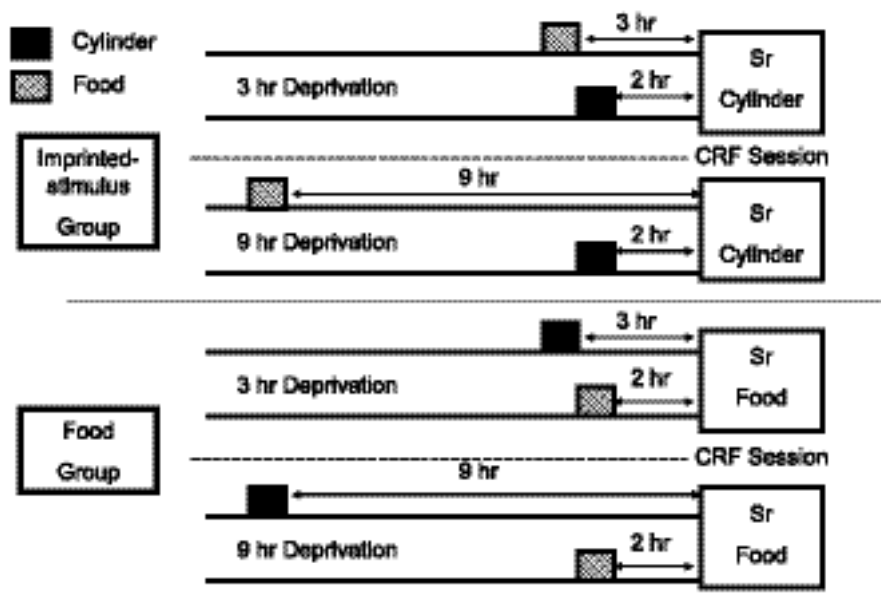 Cylinder
Food
3 hr
3 hr Deprivation
2 hr
Sr
Cylinder
CRF Session
Imprinted-
stimulus
Group
9 hr
9 hr Deprivation
2 hr
Sr
Cylinder
3 hr
3 hr Deprivation
2 hr
Sr
Food
Food
Group
CRF Session
9 hr
9 hr Deprivation
2 hr
Sr
Food